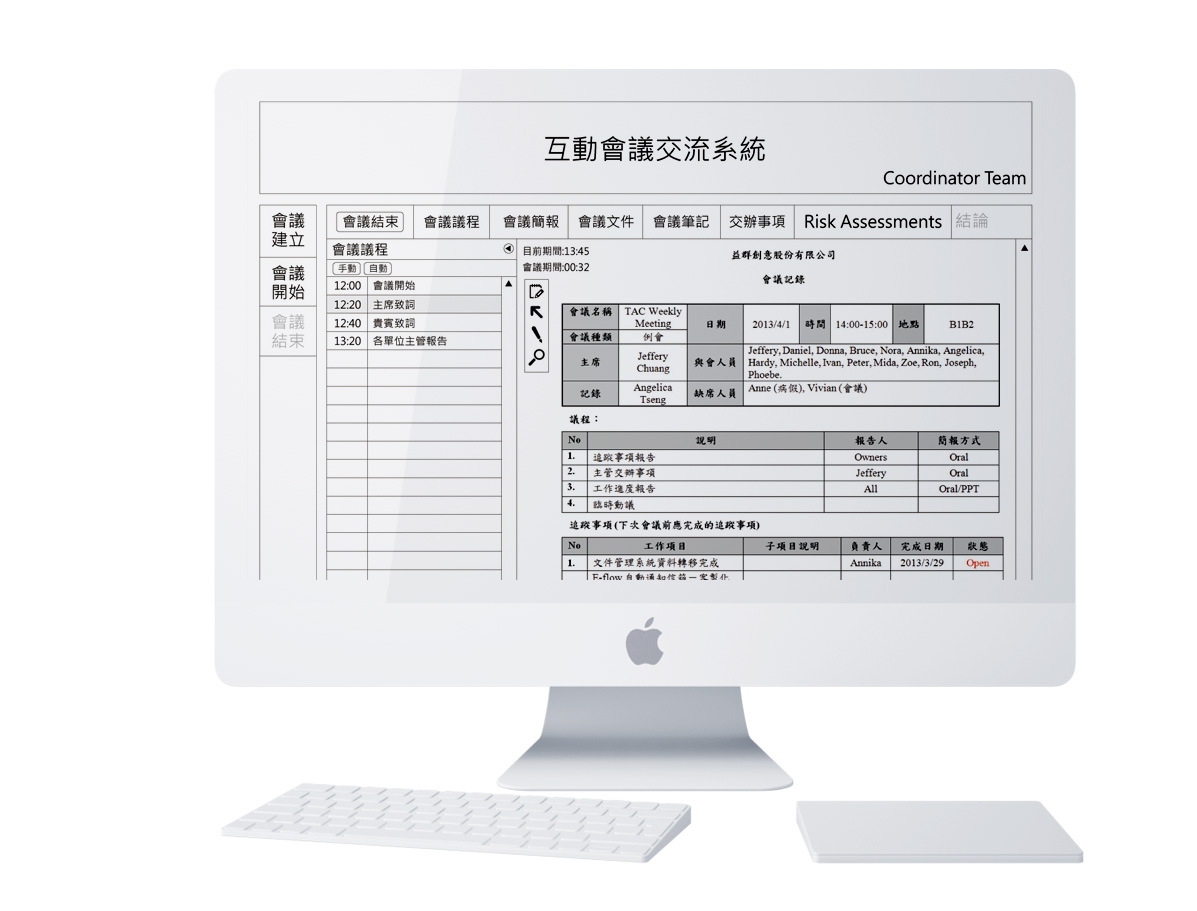 互動會議交流系統
Coordinator Team
會議建立
會議開始
會議結束
會議結束 會議議程 會議簡報 會議文件 會議筆記 交辦事項 Risk Assessments 結論
會議議程
手動 自動
12:00 會議開始
12:20 主席致詞
12:40 貴賓致詞
13:20 各單位主管報告
目前期間:13:45
會議期間:00:32
益群創意股份有限公司
會議記錄
會議名稱 TAC Weekly Meeting 日期 2013/4/1 時間 14:00-15:00 地點 B1B2
會議種類 例會
主席 Jeffery Chuang 與會人員 Jeffery, Daniel, Donna, Bruce, Nora, Annika, Angelica,
Hardy, Michelle, Ivan, Peter, Mida, Zoe, Ron, Joseph,
Phoebe.
記錄 Angelica Tseng 缺席人員 Anne (病假), Vivian (會議)
議程：
No 說明 報告人 簡報方式
1. 追蹤事項報告 Owners Oral
2. 主管交辦事項 Jeffery Oral
3. 工作進度報告 All Oral/PPT
4. 臨時動議
追蹤事項(下次會議前應完成的追蹤事項)
No 工作項目 子項目說明 負責人 完成日期 狀態
1. 文件管理系統資料轉移完成 Annika 2013/3/29 Open
E-flow 自動通知信箱－客製化